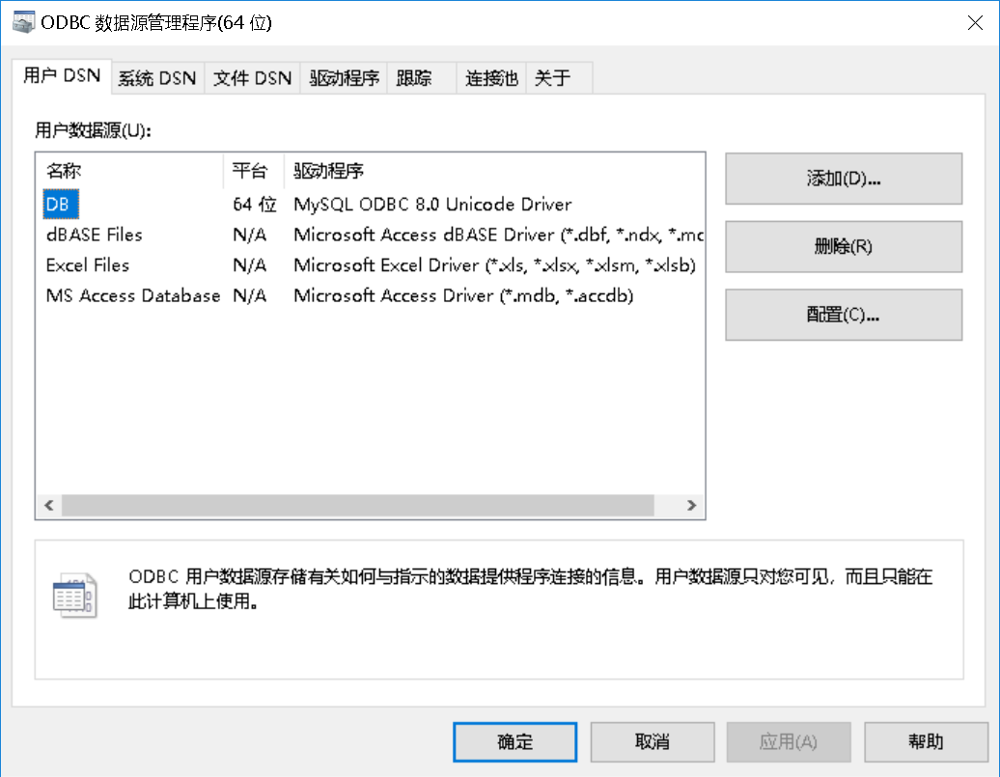 ODBC 数据源管理程序(64 位)
用户 DSN 系统 DSN 文件 DSN 驱动程序 跟踪 连接池 关于
用户数据源(U):
名称 平台 驱动程序
DB 64 位 MySQL ODBC 8.0 Unicode Driver
dBASE Files N/A Microsoft Access dBASE Driver (*.dbf, *.ndx, *.mc
Excel Files N/A Microsoft Excel Driver (*.xls, *.xlsx, *.xlsm, *.xlsb)
MS Access Database N/A Microsoft Access Driver (*.mdb, *.accdb)
添加(D)...
删除(R)
配置(C)...
ODBC 用户数据源存储有关如何与指示的数据提供程序连接的信息。用户数据源只对您可见，而且只能在
此计算机上使用。
确定 取消 应用(A) 帮助